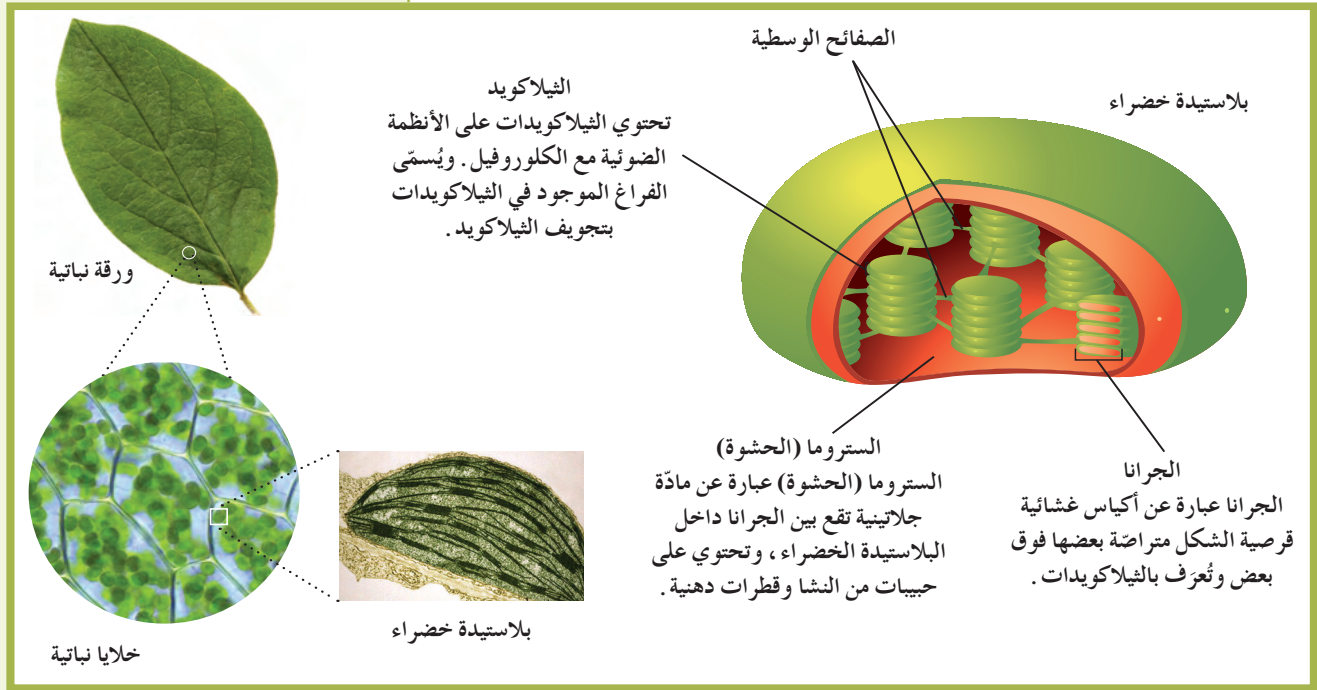 الصفائح الوسطية
بلاستيدة خضراء
الثيلاكويد
تحتوي الثيلاكويدات على الأنظمة
الضوئية مع الكلوروفيل. ويُسمّى
الفراغ الموجود في الثيلاكويدات
بتجويف الثيلاكويد.
ورقة نباتية
الجرانا
الجرانا عبارة عن أكياس غشائية
قرصية الشكل متراصّة بعضها فوق
بعض وتُعرَف بالثيلاكويدات.
الستروما (الحشوة)
الستروما (الحشوة) عبارة عن مادّة
جلاتينية تقع بين الجرانا داخل
البلاستيدة الخضراء، وتحتوي على
حبيبات من النشا وقطرات دهنية.
بلاستيدة خضراء
خلايا نباتية